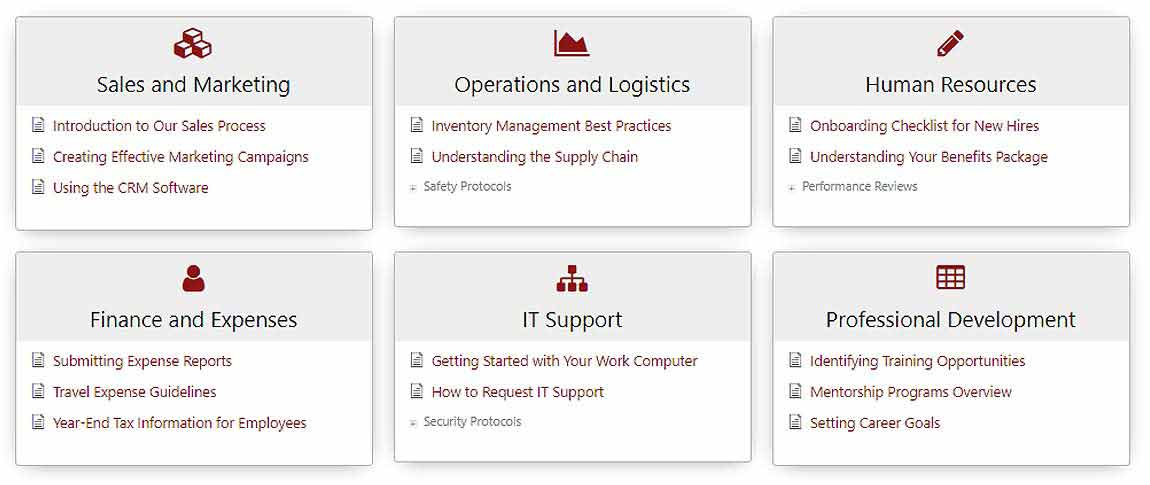 Sales and Marketing
Introduction to Our Sales Process
Creating Effective Marketing Campaigns
Using the CRM Software
Operations and Logistics
Inventory Management Best Practices
Understanding the Supply Chain
Safety Protocols
Human Resources
Onboarding Checklist for New Hires
Understanding Your Benefits Package
Performance Reviews
Finance and Expenses
Submitting Expense Reports
Travel Expense Guidelines
Year-End Tax Information for Employees
IT Support
Getting Started with Your Work Computer
How to Request IT Support
Security Protocols
Professional Development
Identifying Training Opportunities
Mentorship Programs Overview
Setting Career Goals